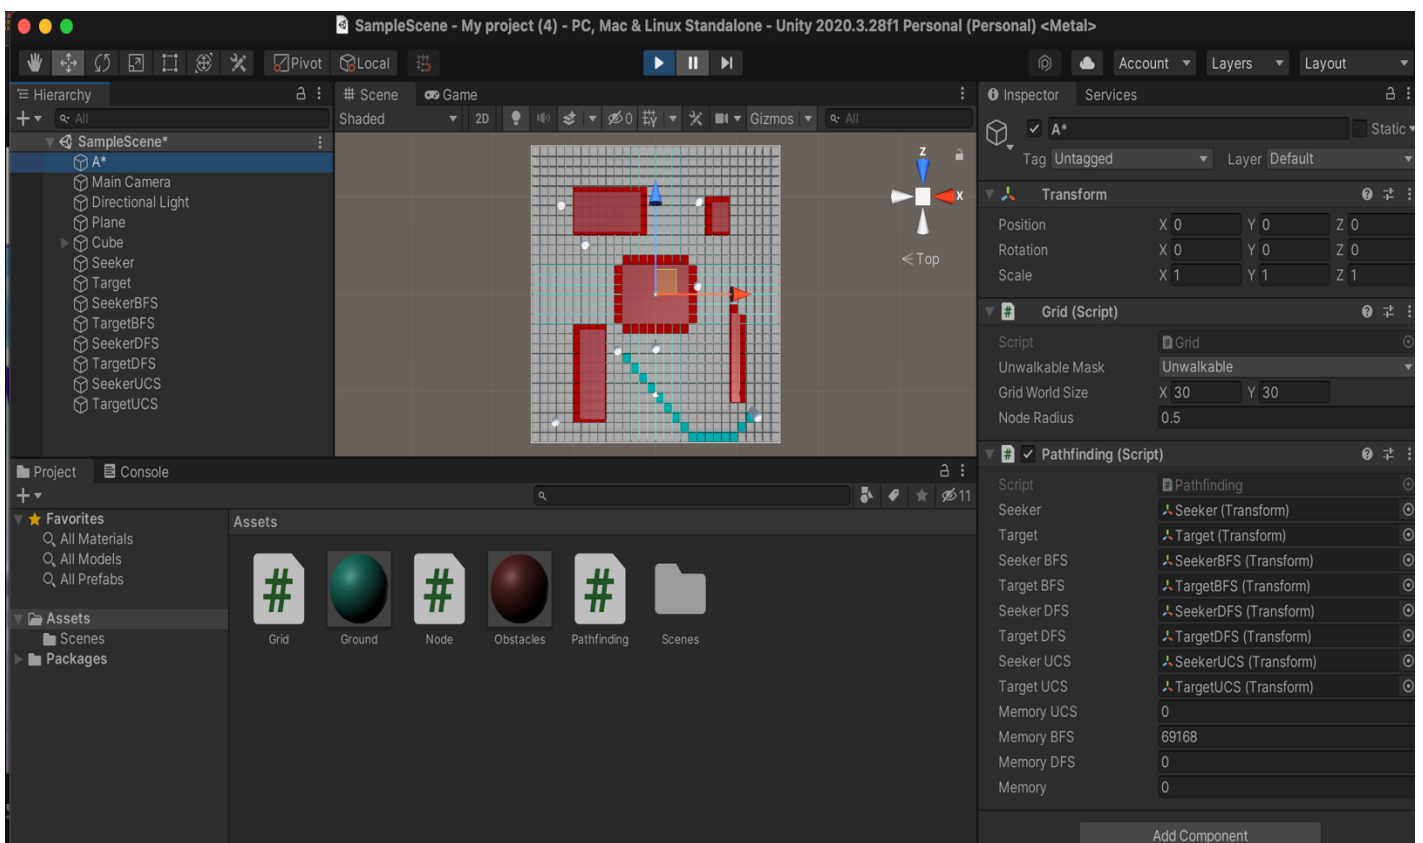 SampleScene - My project (4) - PC, Mac & Linux Standalone - Unity 2020.3.28f1 Personal (Personal) <Metal>
Pivot Local Account Layers Layout
Hierarchy
All
SampleScene*
A*
Main Camera
Directional Light
Plane
Cube
Seeker
Target
SeekerBFS
TargetBFS
SeekerDFS
TargetDFS
SeekerUCS
TargetUCS
Scene Game
Shaded 2D 0 Gizmos All
z
x
Top
Inspector Services
A* Static
Tag Untagged Layer Default
Transform
Position X 0 Y 0 Z 0
Rotation X 0 Y 0 Z 0
Scale X 1 Y 1 Z 1
# Grid (Script)
Script Grid
Unwalkable Mask Unwalkable
Grid World Size X 30 Y 30
Node Radius 0.5
# Pathfinding (Script)
Script Pathfinding
Seeker Seeker (Transform)
Target Target (Transform)
Seeker BFS SeekerBFS (Transform)
Target BFS TargetBFS (Transform)
Seeker DFS SeekerDFS (Transform)
Target DFS TargetDFS (Transform)
Seeker UCS SeekerUCS (Transform)
Target UCS TargetUCS (Transform)
Memory UCS 0
Memory BFS 69168
Memory DFS 0
Memory 0
Add Component
Project Console
11
Favorites
All Materials
All Models
All Prefabs
Assets
Scenes
Packages
Assets
# # #
Grid Ground Node Obstacles Pathfinding Scenes